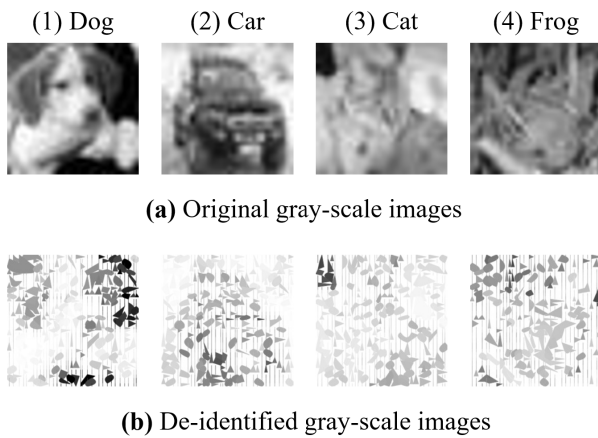 (1) Dog (2) Car (3) Cat (4) Frog
(a) Original gray-scale images
(b) De-identified gray-scale images